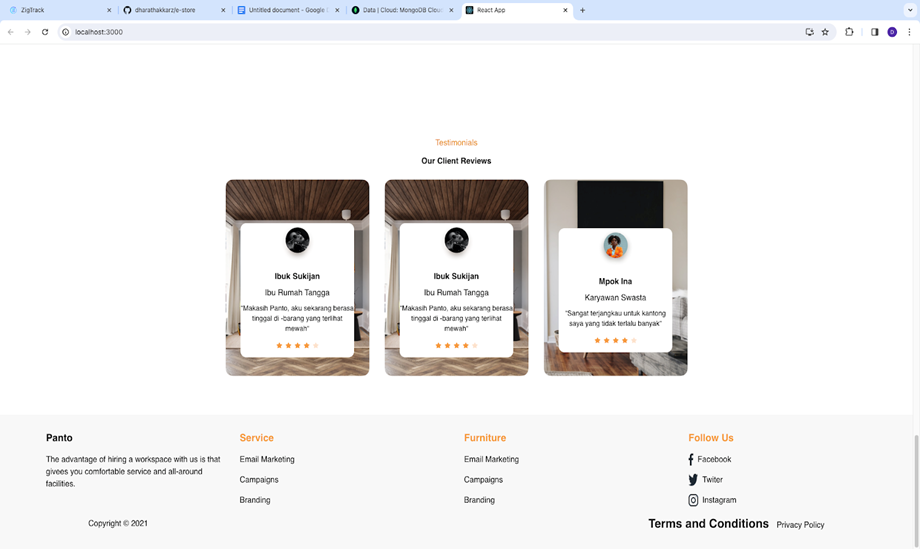 ZigTrack
dharathakkarz/e-store
Untitled document - Google
Data | Cloud: MongoDB Cloud
React App
localhost:3000
D
Testimonials
Our Client Reviews
Ibuk Sukijan
Ibu Rumah Tangga
“Makasih Panto, aku sekarang berasa
tinggal di -barang yang terlihat
mewah”
Ibuk Sukijan
Ibu Rumah Tangga
“Makasih Panto, aku sekarang berasa
tinggal di -barang yang terlihat
mewah”
Mpok Ina
Karyawan Swasta
“Sangat terjangkau untuk kantong
saya yang tidak terlalu banyak”
Panto
The advantage of hiring a workspace with us is that
givees you comfortable service and all-around
facilities.
Copyright © 2021
Service
Email Marketing
Campaigns
Branding
Furniture
Email Marketing
Campaigns
Branding
Follow Us
Facebook
Twiter
Instagram
Terms and Conditions Privacy Policy